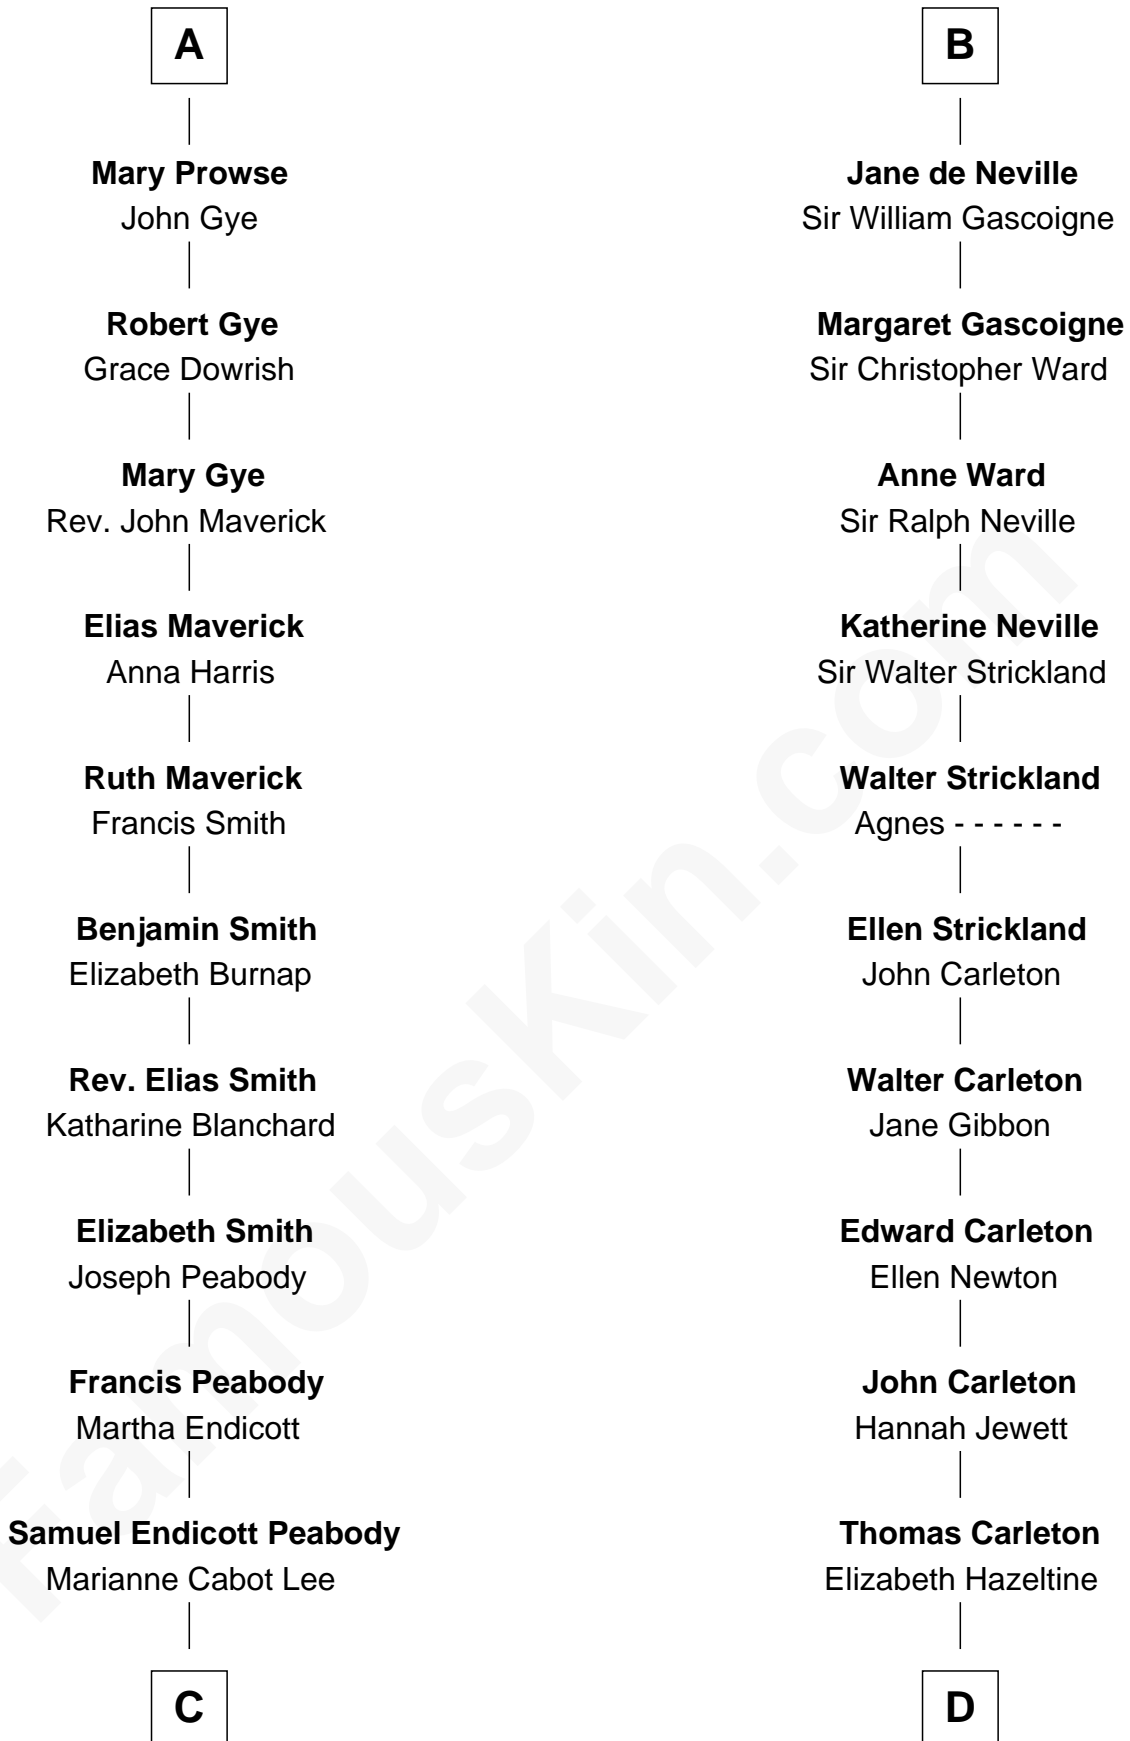 A
Mary Prowse
John Gye
Robert Gye
Grace Dowrish
Mary Gye
Rev. John Maverick
Elias Maverick
Anna Harris
Ruth Maverick
Francis Smith
Benjamin Smith
Elizabeth Burnap
Rev. Elias Smith
Katharine Blanchard
Elizabeth Smith
Joseph Peabody
Francis Peabody
Martha Endicott
Samuel Endicott Peabody
Marianne Cabot Lee
C
B
Jane de Neville
Sir William Gascoigne
Margaret Gascoigne
Sir Christopher Ward
Anne Ward
Sir Ralph Neville
Katherine Neville
Sir Walter Strickland
Walter Strickland
Agnes - - - - - -
Ellen Strickland
John Carleton
Walter Carleton
Jane Gibbon
Edward Carleton
Ellen Newton
John Carleton
Hannah Jewett
Thomas Carleton
Elizabeth Hazeltine
D
FamousKin.com